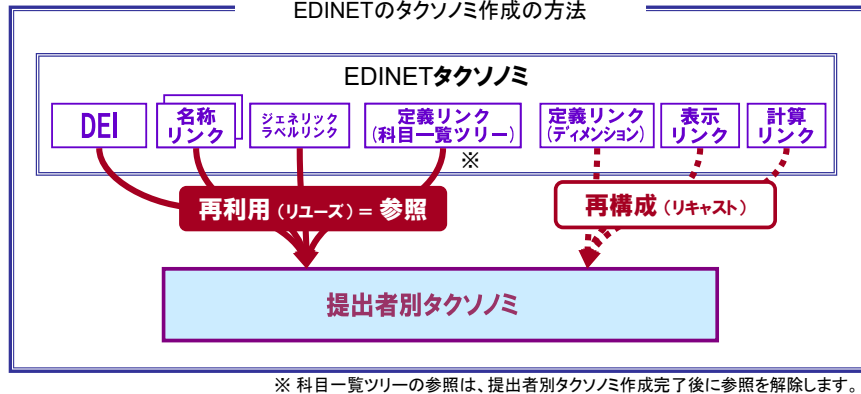 EDINETのタクソノミ作成の方法
EDINETタクソノミ
DEI
名称
リンク
ジェネリック
ラベルリンク
定義リンク
(科目一覧ツリー)
※
定義リンク
(ディメンション)
表示
リンク
計算
リンク
再利用(リユーズ)= 参照
再構成(リキャスト)
提出者別タクソノミ
※ 科目一覧ツリーの参照は、提出者別タクソノミ作成完了後に参照を解除します。